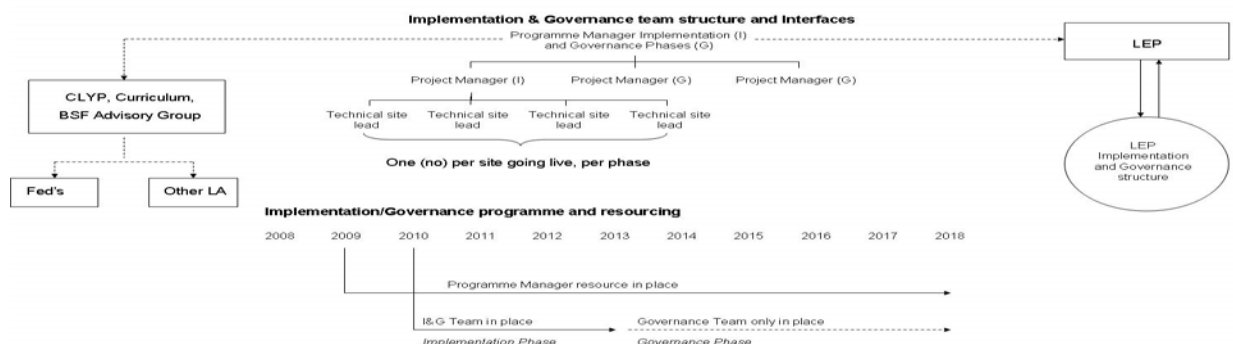 Implementation & Governance team structure and Interfaces
Programme Manager Implementation (I)
and Governance Phases (G)
LEP
Project Manager (I) Project Manager (G) Project Manager (G)
CLYP, Curriculum,
BSF Advisory Group
Technical site
lead
Technical site
lead
Technical site
lead
Technical site
lead
LEP
Implementation
and Governance
structure
One (no) per site going live, per phase
Fed's
Other LA
Implementation/Governance programme and resourcing
2008 2009 2010 2011 2012 2013 2014 2015 2016 2017 2018
Programme Manager resource in place
I&G Team in place Governance Team only in place
Implementation Phase Governance Phase